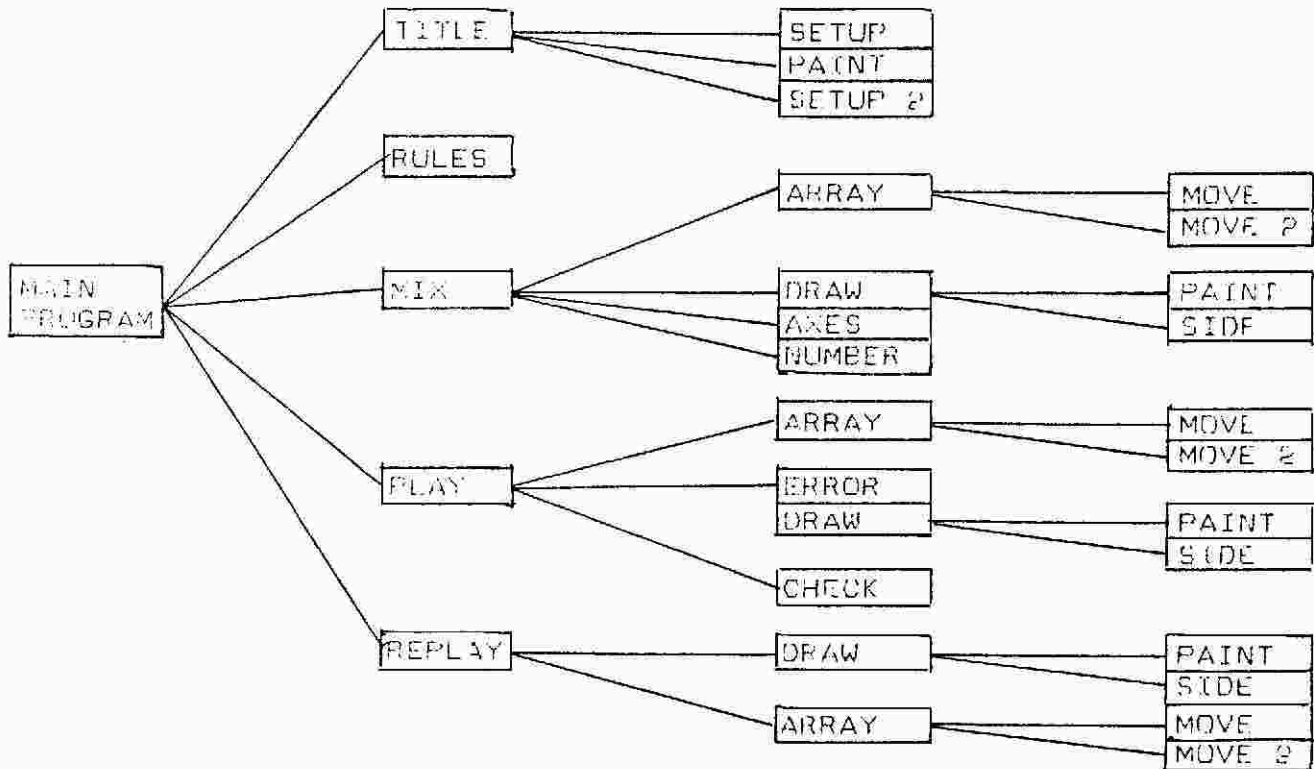 MAIN
PROGRAM
TITLE
SETUP
PAINT
SETUP 2
RULES
MIX
ARRAY
MOVE
MOVE 2
DRAW
PAINT
SIDE
AXES
NUMBER
PLAY
ARRAY
MOVE
MOVE 2
ERROR
DRAW
PAINT
SIDE
CHECK
REPLAY
DRAW
PAINT
SIDE
ARRAY
MOVE
MOVE 2